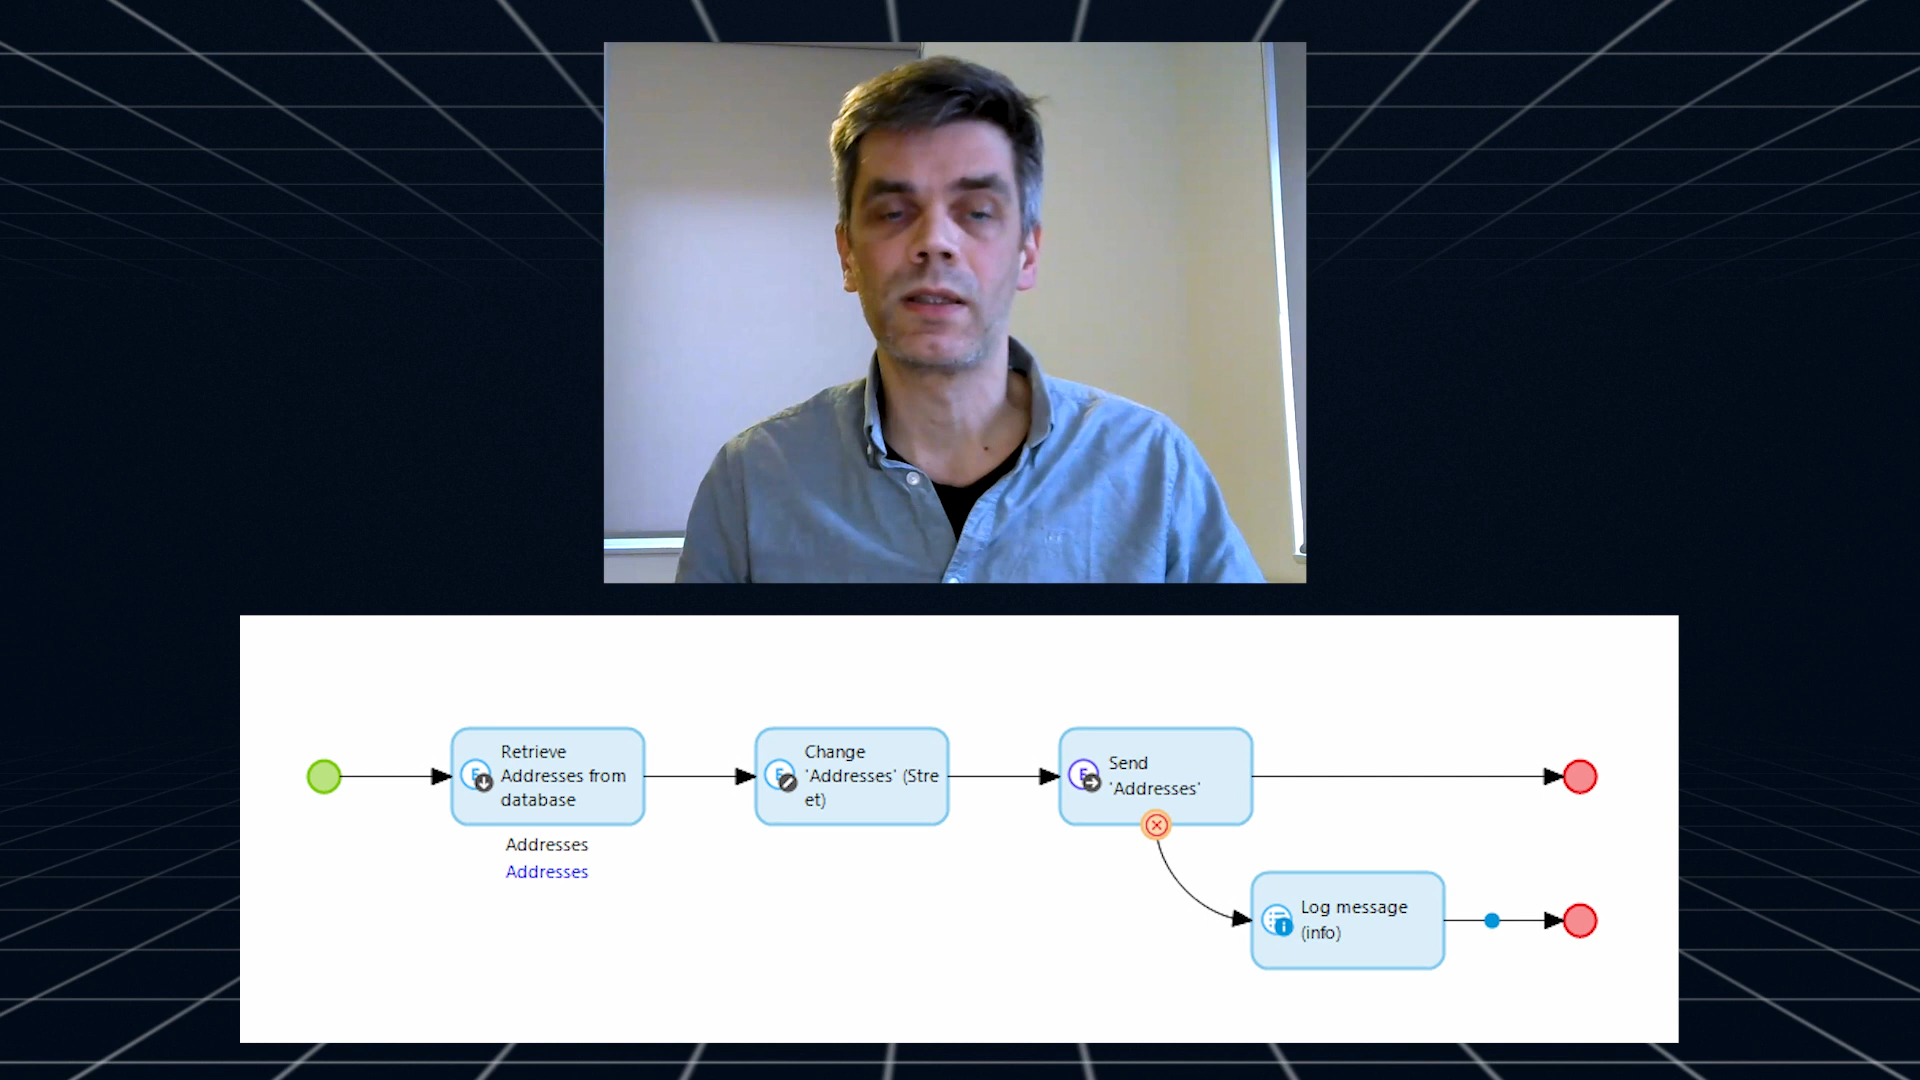 Retrieve
Addresses from
database
Addresses
Addresses
Change
'Addresses' (Stre
et)
Send
'Addresses'
Log message
(info)